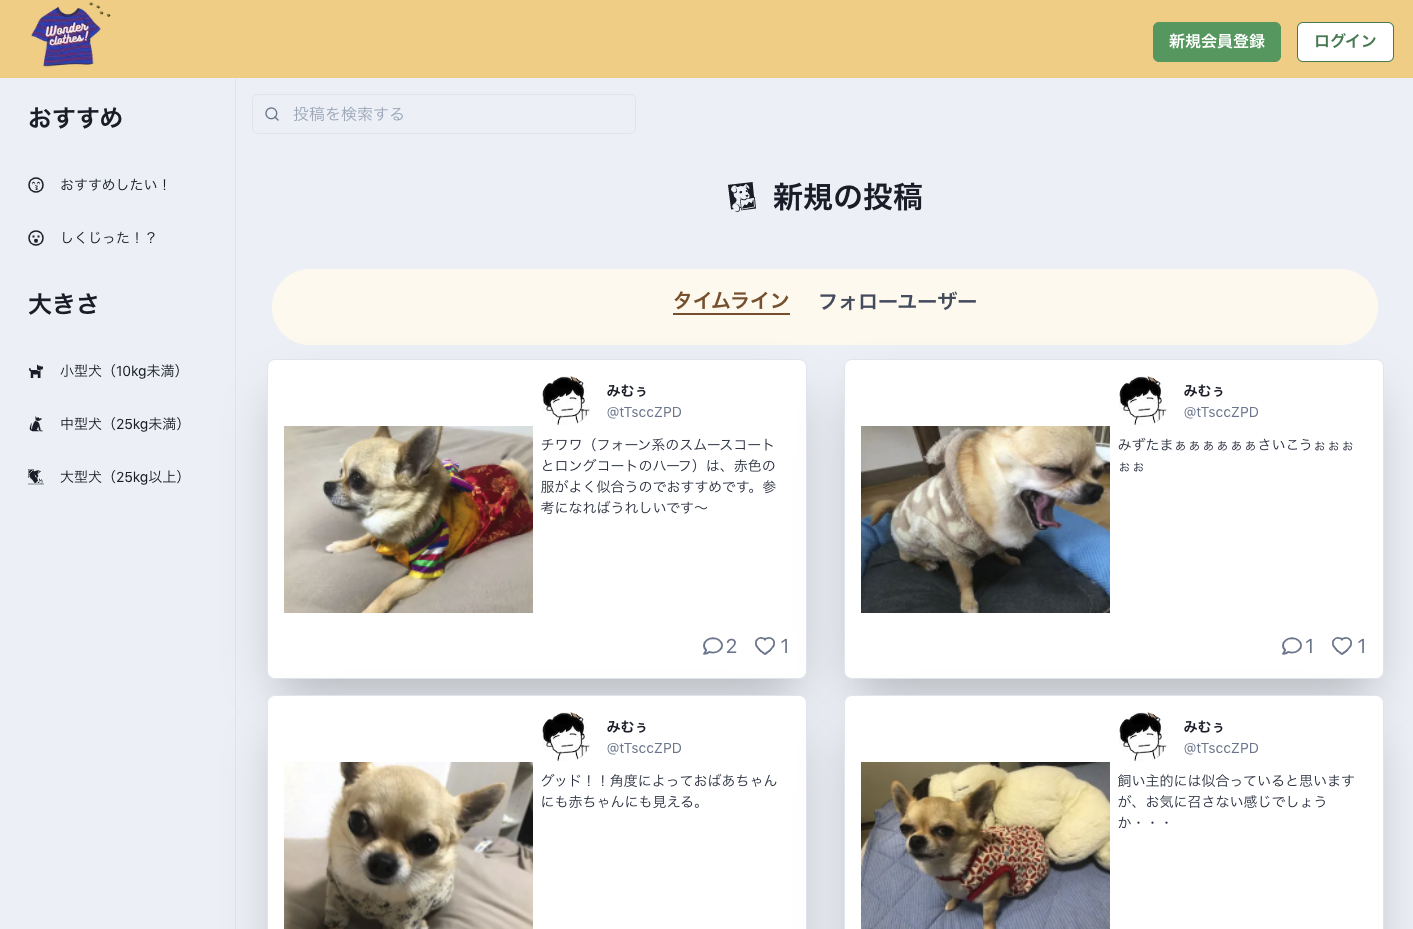 Wonder
clothes!
新規会員登録
ログイン
おすすめ
おすすめしたい！
しくじった！？
大きさ
小型犬（10kg未満）
中型犬（25kg未満）
大型犬（25kg以上）
投稿を検索する
新規の投稿
タイムライン
フォローユーザー
みむぅ
@tTsccZPD
チワワ（フォーン系のスムースコート
とロングコートのハーフ）は、赤色の
服がよく似合うのでおすすめです。参
考になればうれしいです〜
2
1
みむぅ
@tTsccZPD
みずたまぁぁぁぁぁぁさいこうぉぉぉ
ぉぉ
1
1
みむぅ
@tTsccZPD
グッド！！角度によっておばあちゃん
にも赤ちゃんにも見える。
みむぅ
@tTsccZPD
飼い主的には似合っていると思います
が、お気に召さない感じでしょう
か・・・